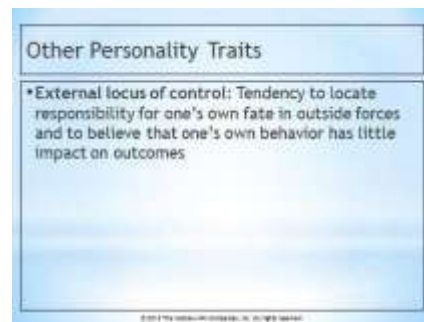 Other Personality Traits
•External locus of control: Tendency to locate
responsibility for one's own fate in outside forces
and to believe that one's own behavior has little
impact on outcomes